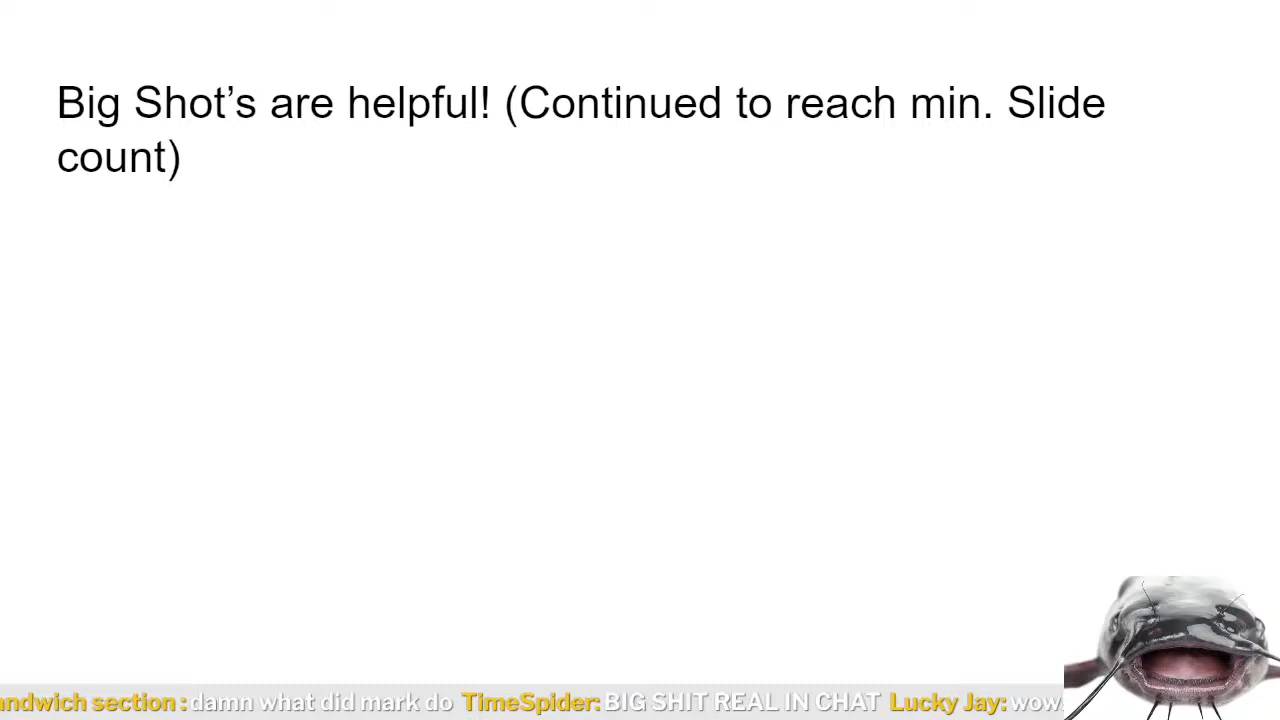 Big Shot’s are helpful! (Continued to reach min. Slide
count)
andwich section : damn what did mark do TimeSpider: BIG SHIT REAL IN CHAT Lucky Jay: wow